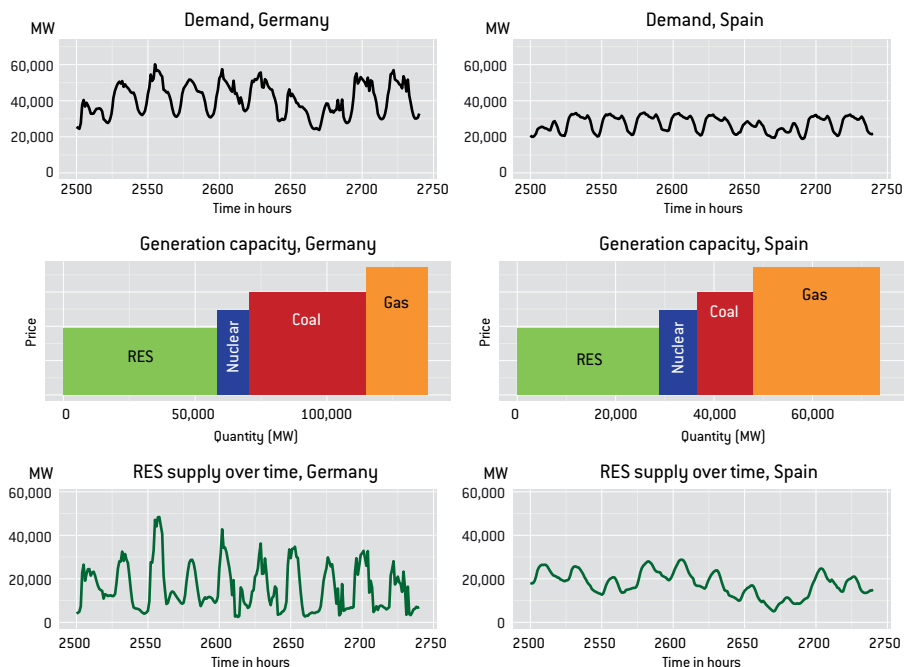 Demand, Germany
MW
60,000
40,000
20,000
0
2500 2550 2600 2650 2700 2750
Time in hours
Demand, Spain
MW
60,000
40,000
20,000
0
2500 2550 2600 2650 2700 2750
Time in hours
Generation capacity, Germany
Price
RES
Nuclear
Coal
Gas
0 50,000 100,000
Quantity (MW)
Generation capacity, Spain
Price
RES
Nuclear
Coal
Gas
0 20,000 40,000 60,000
Quantity (MW)
RES supply over time, Germany
MW
60,000
40,000
20,000
0
2500 2550 2600 2650 2700 2750
Time in hours
RES supply over time, Spain
MW
60,000
40,000
20,000
0
2500 2550 2600 2650 2700 2750
Time in hours